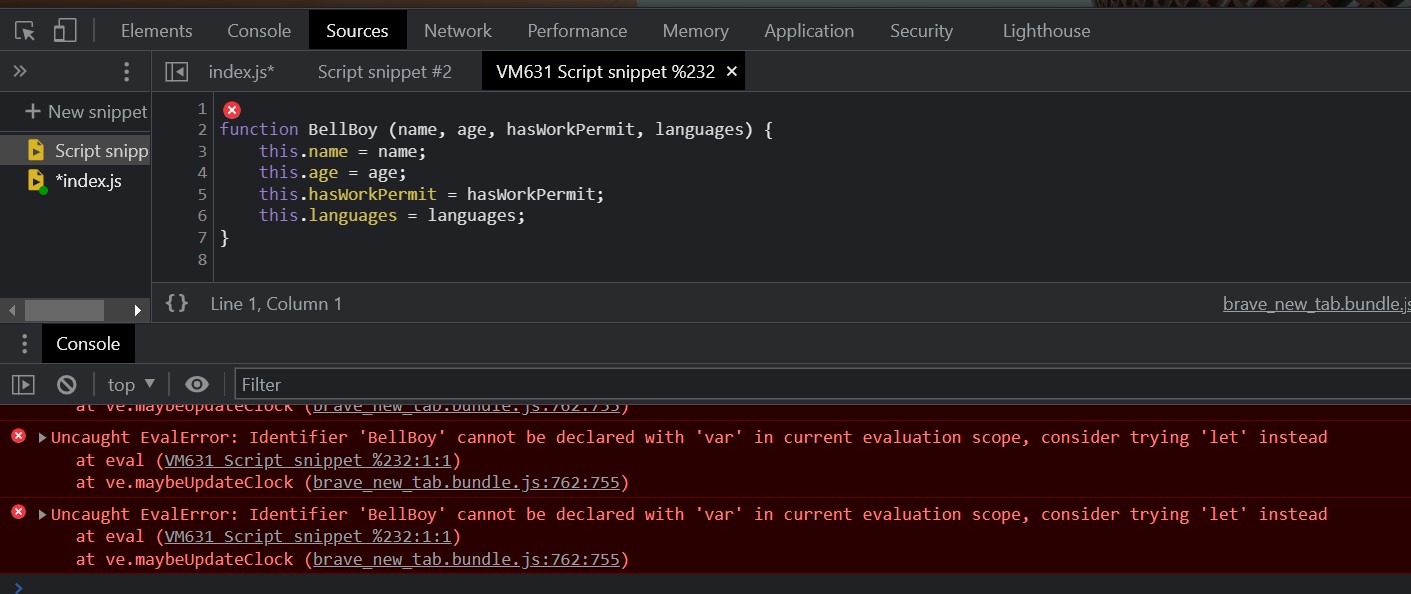 Elements Console Sources Network Performance Memory Application Security Lighthouse
» index.js* Script snippet #2 VM631 Script snippet %232 ×
+ New snippet
Script snipp
*index.js
1
2 function BellBoy (name, age, hasWorkPermit, languages) {
3 this.name = name;
4 this.age = age;
5 this.hasWorkPermit = hasWorkPermit;
6 this.languages = languages;
7 }
8
{} Line 1, Column 1 brave_new_tab.bundle.js
Console
top ▼ Filter
at ve.maybeUpdateClock (brave_new_tab.bundle.js:762:755)
Uncaught EvalError: Identifier 'BellBoy' cannot be declared with 'var' in current evaluation scope, consider trying 'let' instead
at eval (VM631 Script snippet %232:1:1)
at ve.maybeUpdateClock (brave_new_tab.bundle.js:762:755)
Uncaught EvalError: Identifier 'BellBoy' cannot be declared with 'var' in current evaluation scope, consider trying 'let' instead
at eval (VM631 Script snippet %232:1:1)
at ve.maybeUpdateClock (brave_new_tab.bundle.js:762:755)